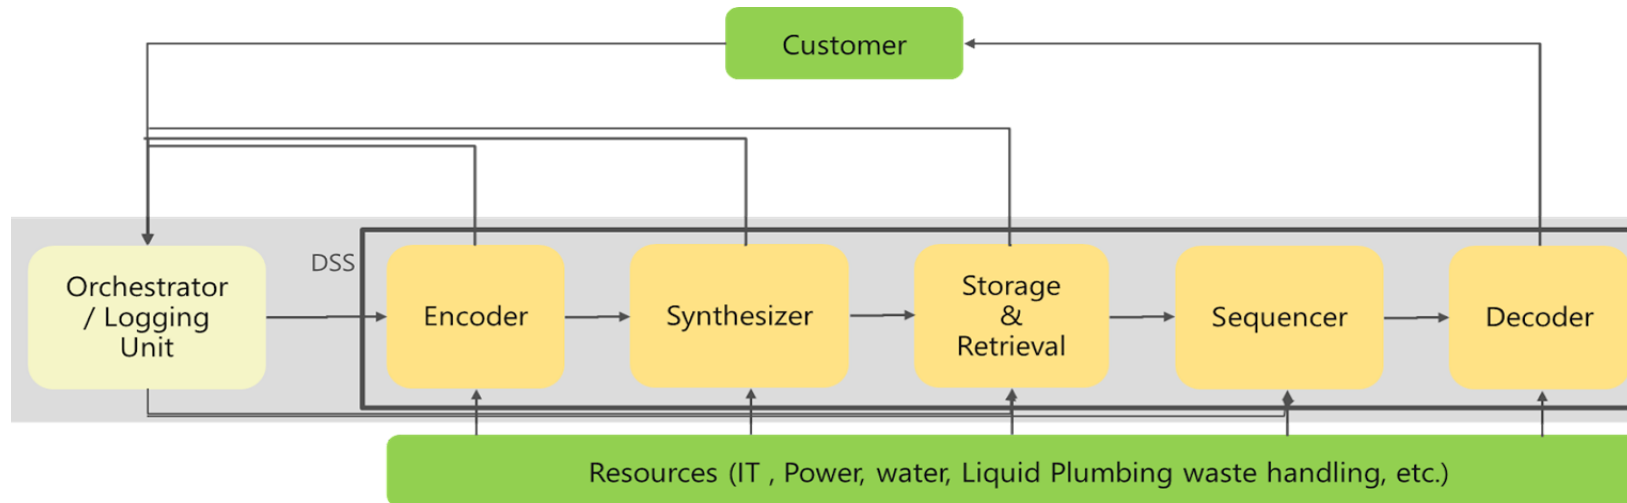 Customer
DSS
Orchestrator
/ Logging
Unit
Encoder
Synthesizer
Storage
&
Retrieval
Sequencer
Decoder
Resources (IT , Power, water, Liquid Plumbing waste handling, etc.)